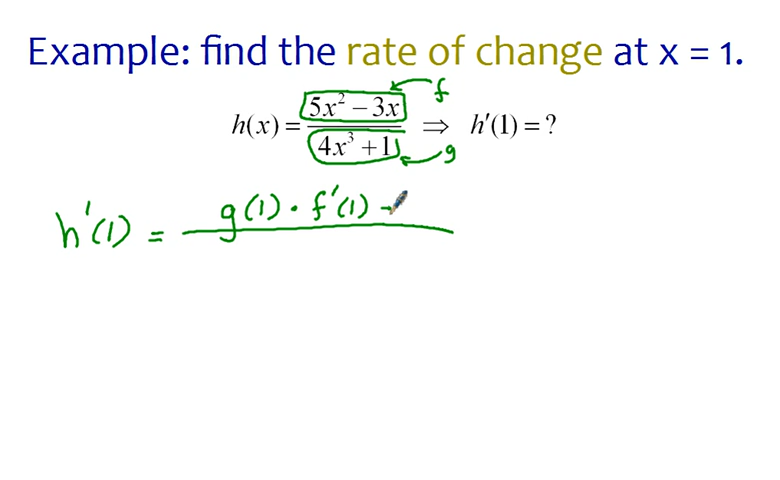 Example: find the rate of change at x = 1.
f
h(x) = (5x² − 3x)/(4x³ + 1) ⇒ h′(1) = ?
g
h'(1) = g(1) · f'(1) -